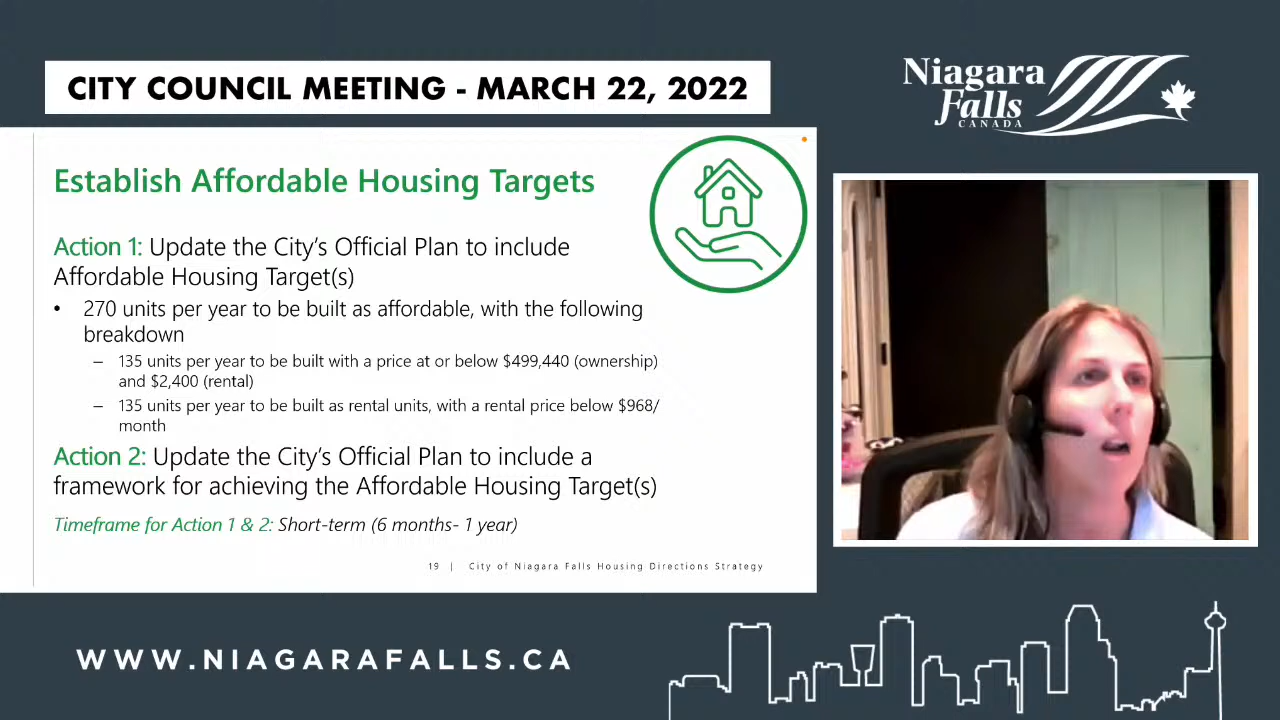 CITY COUNCIL MEETING - MARCH 22, 2022
Niagara
Falls
CANADA
Establish Affordable Housing Targets
Action 1: Update the City's Official Plan to include
Affordable Housing Target(s)
• 270 units per year to be built as affordable, with the following
breakdown
– 135 units per year to be built with a price at or below $499,440 (ownership)
and $2,400 (rental)
– 135 units per year to be built as rental units, with a rental price below $968/
month
Action 2: Update the City's Official Plan to include a
framework for achieving the Affordable Housing Target(s)
Timeframe for Action 1 & 2: Short-term (6 months- 1 year)
19 | City of Niagara Falls Housing Directions Strategy
WWW.NIAGARAFALLS.CA